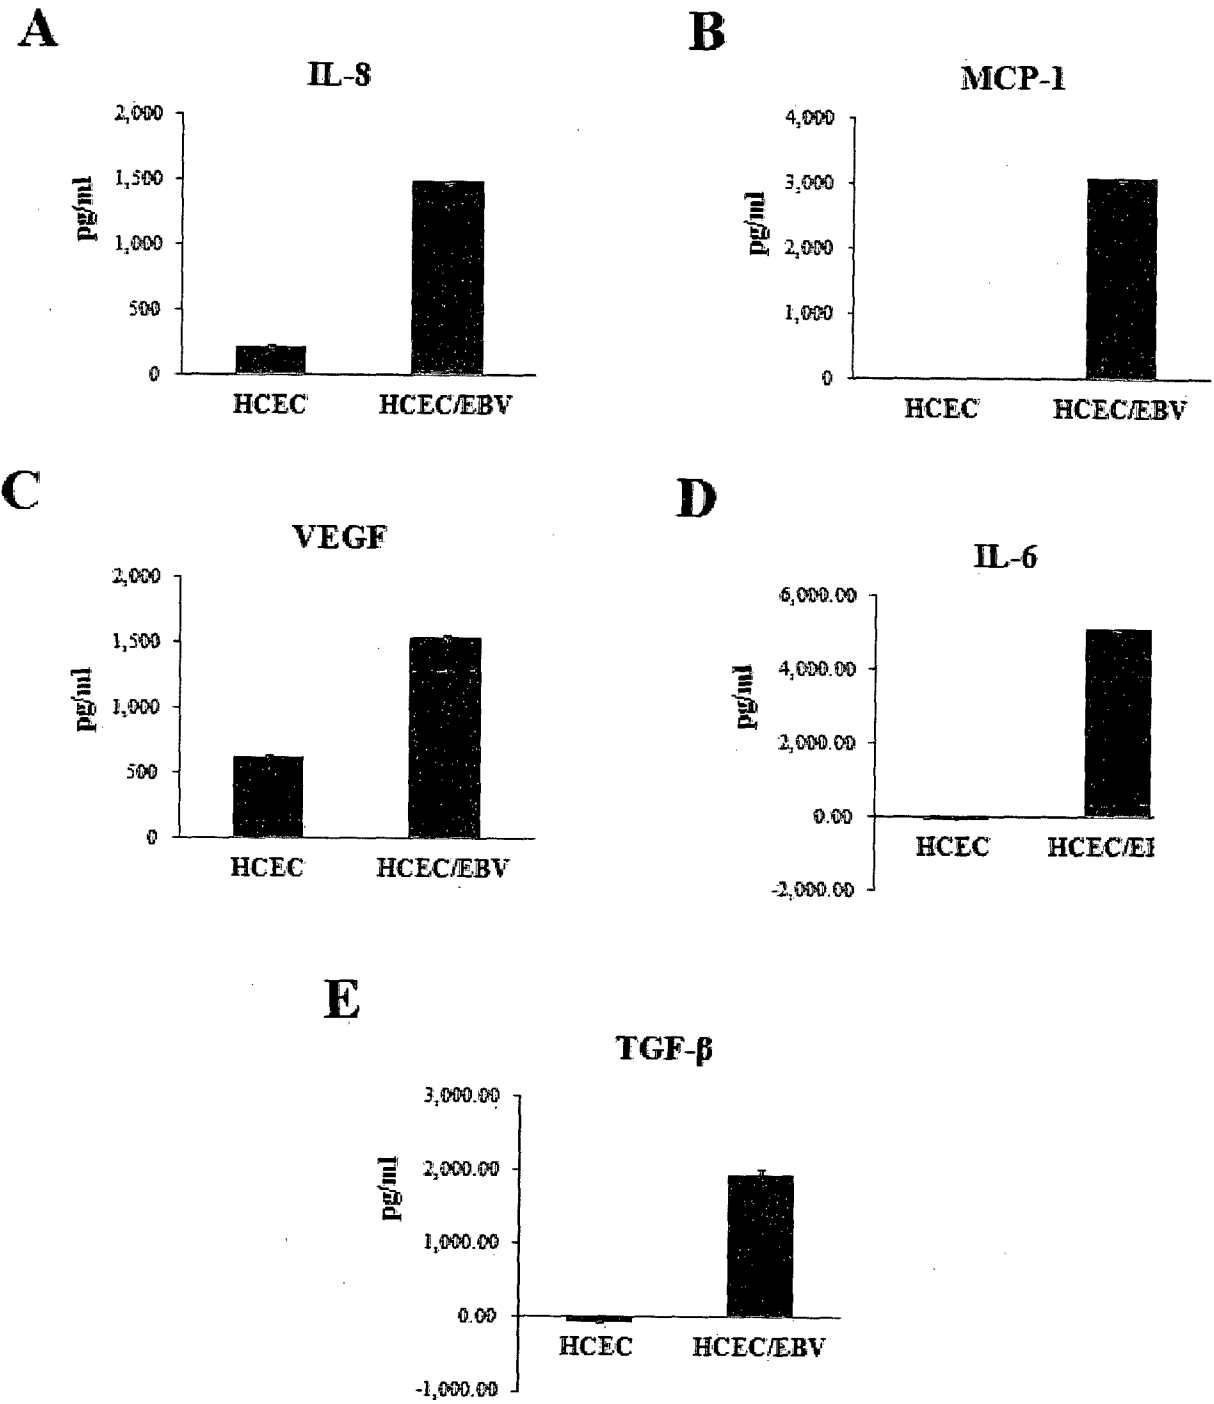 A
IL-8
2,000
1,500
1,000
500
0
pg/ml
HCEC
HCEC/EBV
B
MCP-1
4,000
3,000
2,000
1,000
0
pg/ml
HCEC
HCEC/EBV
C
VEGF
2,000
1,500
1,000
500
0
pg/ml
HCEC
HCEC/EBV
D
IL-6
6,000.00
4,000.00
2,000.00
0.00
-2,000.00
pg/ml
HCEC
HCEC/EI
E
TGF-β
3,000.00
2,000.00
1,000.00
0.00
-1,000.00
pg/ml
HCEC
HCEC/EBV